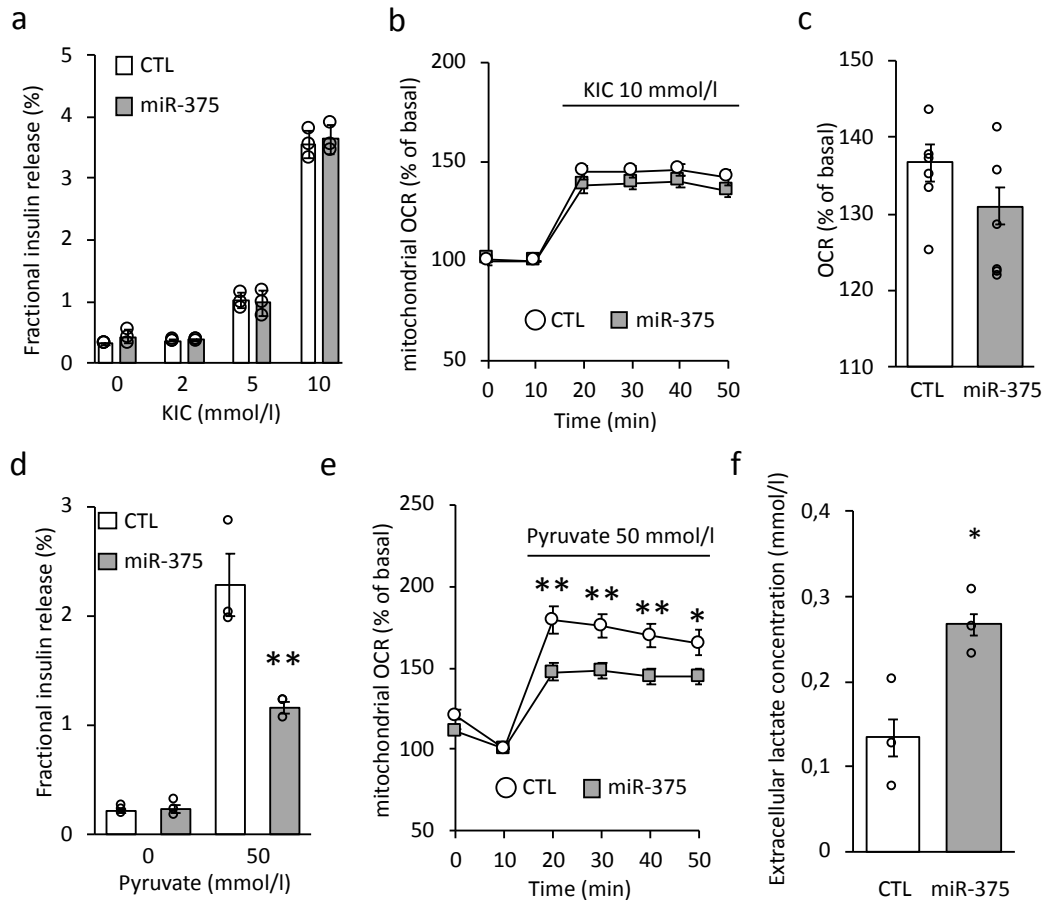 a
Fractional insulin release (%)
5
4
3
2
1
0
CTL
miR-375
0 2 5 10
KIC (mmol/l)
b
mitochondrial OCR (% of basal)
200
150
100
50
KIC 10 mmol/l
CTL miR-375
0 10 20 30 40 50
Time (min)
c
OCR (% of basal)
150
140
130
120
110
CTL miR-375
d
Fractional insulin release (%)
3
2
1
0
CTL
miR-375
**
0 50
Pyruvate (mmol/l)
e
mitochondrial OCR (% of basal)
250
200
150
100
50
Pyruvate 50 mmol/l
** ** ** *
CTL miR-375
0 10 20 30 40 50
Time (min)
f
Extracellular lactate concentration (mmol/l)
0,4
0,3
0,2
0,1
0
*
CTL miR-375